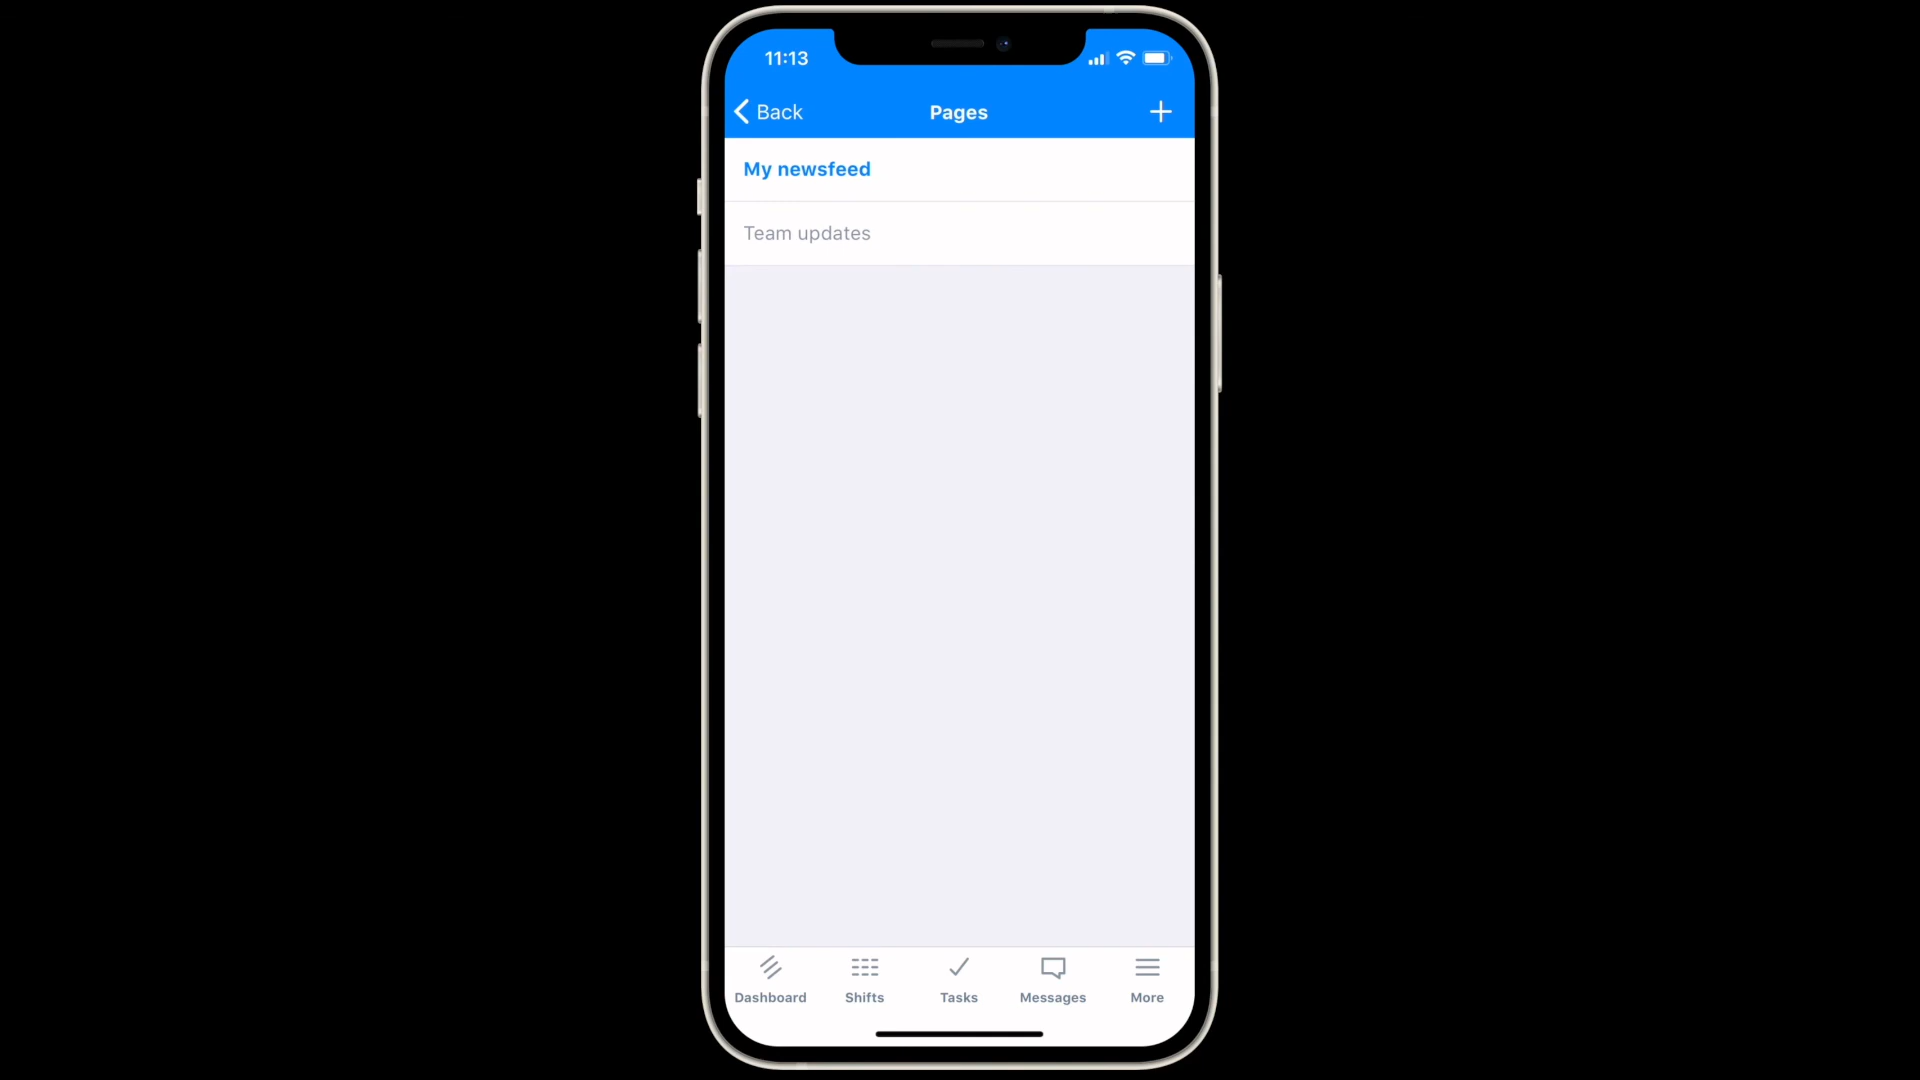 11:13
Back
Pages
My newsfeed
Team updates
Dashboard
Shifts
Tasks
Messages
More